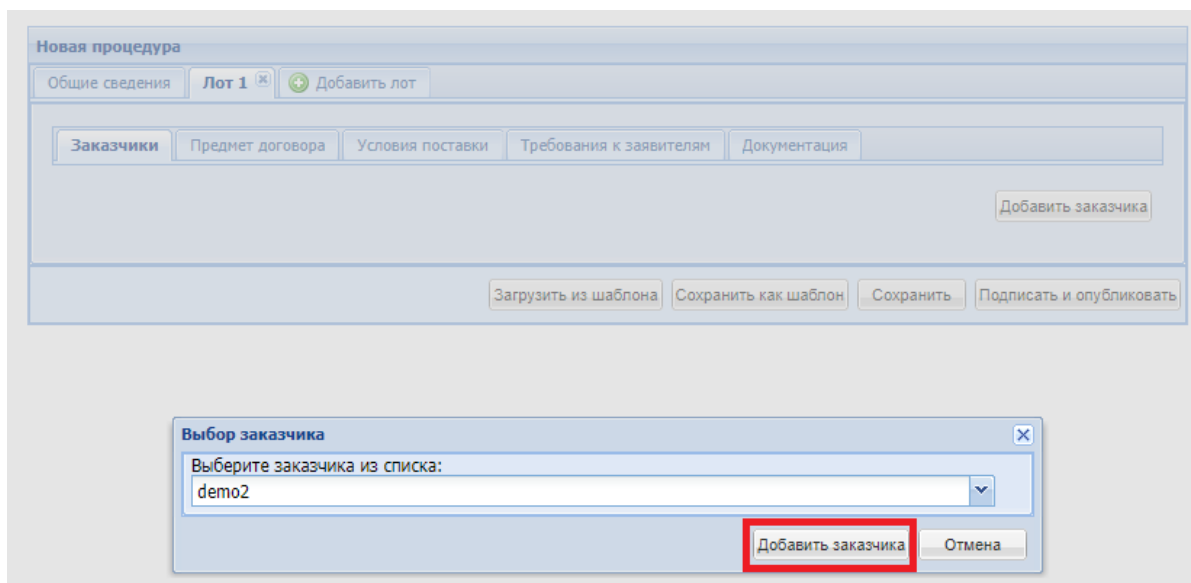 Новая процедура
Общие сведения Лот 1 Добавить лот
Заказчики Предмет договора Условия поставки Требования к заявителям Документация
Добавить заказчика
Загрузить из шаблона Сохранить как шаблон Сохранить Подписать и опубликовать
Выбор заказчика
Выберите заказчика из списка:
demo2
Добавить заказчика Отмена